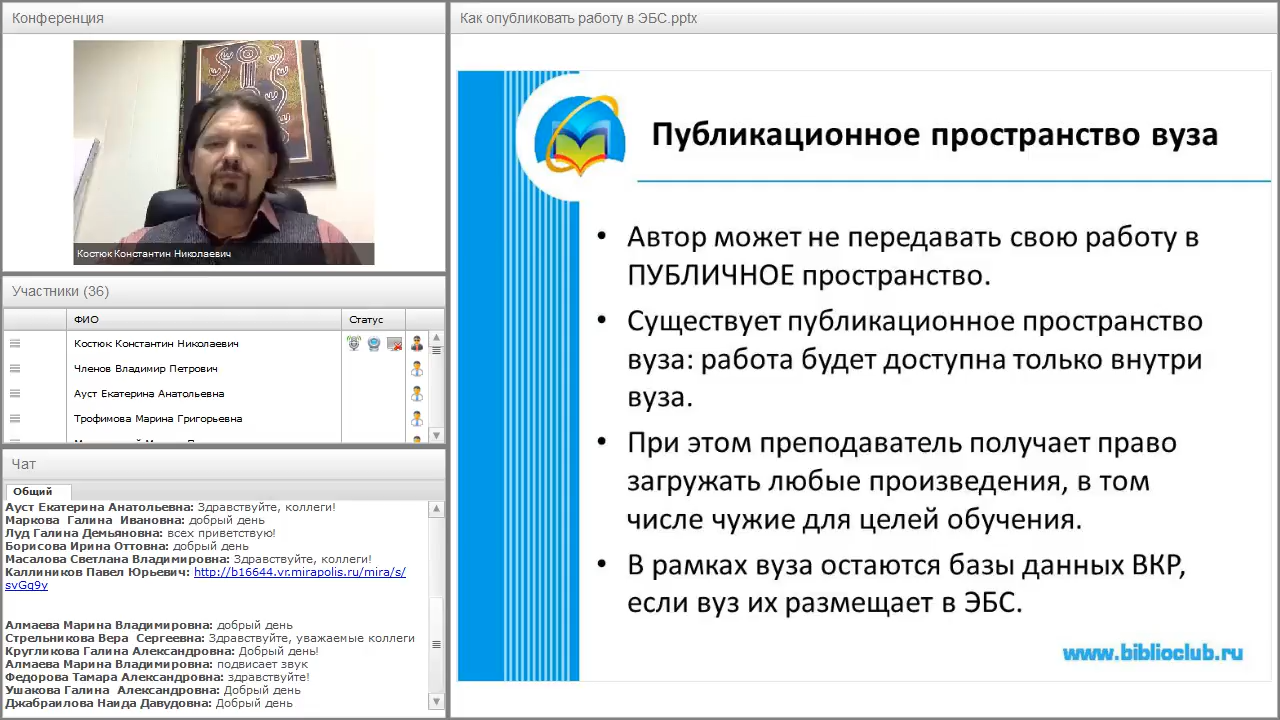 Конференция
Костюк Константин Николаевич
Участники (36)
ФИО
Статус
Костюк Константин Николаевич
Членов Владимир Петрович
Ауст Екатерина Анатольевна
Трофимова Марина Григорьевна
Чат
Общий
Ауст Екатерина Анатольевна: Здравствуйте, коллеги!
Маркова Галина Ивановна: добрый день
Луд Галина Демьяновна: всех приветствую!
Борисова Ирина Оттовна: добрый день
Масалова Светлана Владимировна: Здравствуйте, коллеги!
Каллиников Павел Юрьевич: http://b16644.vr.mirapolis.ru/mira/s/
svGq9y
Алмаева Марина Владимировна: добрый день
Стрельникова Вера Сергеевна: Здравствуйте, уважаемые коллеги
Кругликова Галина Александровна: Добрый день!
Алмаева Марина Владимировна: подвисает звук
Федорова Тамара Александровна: здравствуйте!
Ушакова Галина Александровна: Добрый день
Джабраилова Наида Давудовна: Добрый день
Как опубликовать работу в ЭБС.pptx
Публикационное пространство вуза
• Автор может не передавать свою работу в
ПУБЛИЧНОЕ пространство.
• Существует публикационное пространство
вуза: работа будет доступна только внутри
вуза.
• При этом преподаватель получает право
загружать любые произведения, в том
числе чужие для целей обучения.
• В рамках вуза остаются базы данных ВКР,
если вуз их размещает в ЭБС.
www.biblioclub.ru